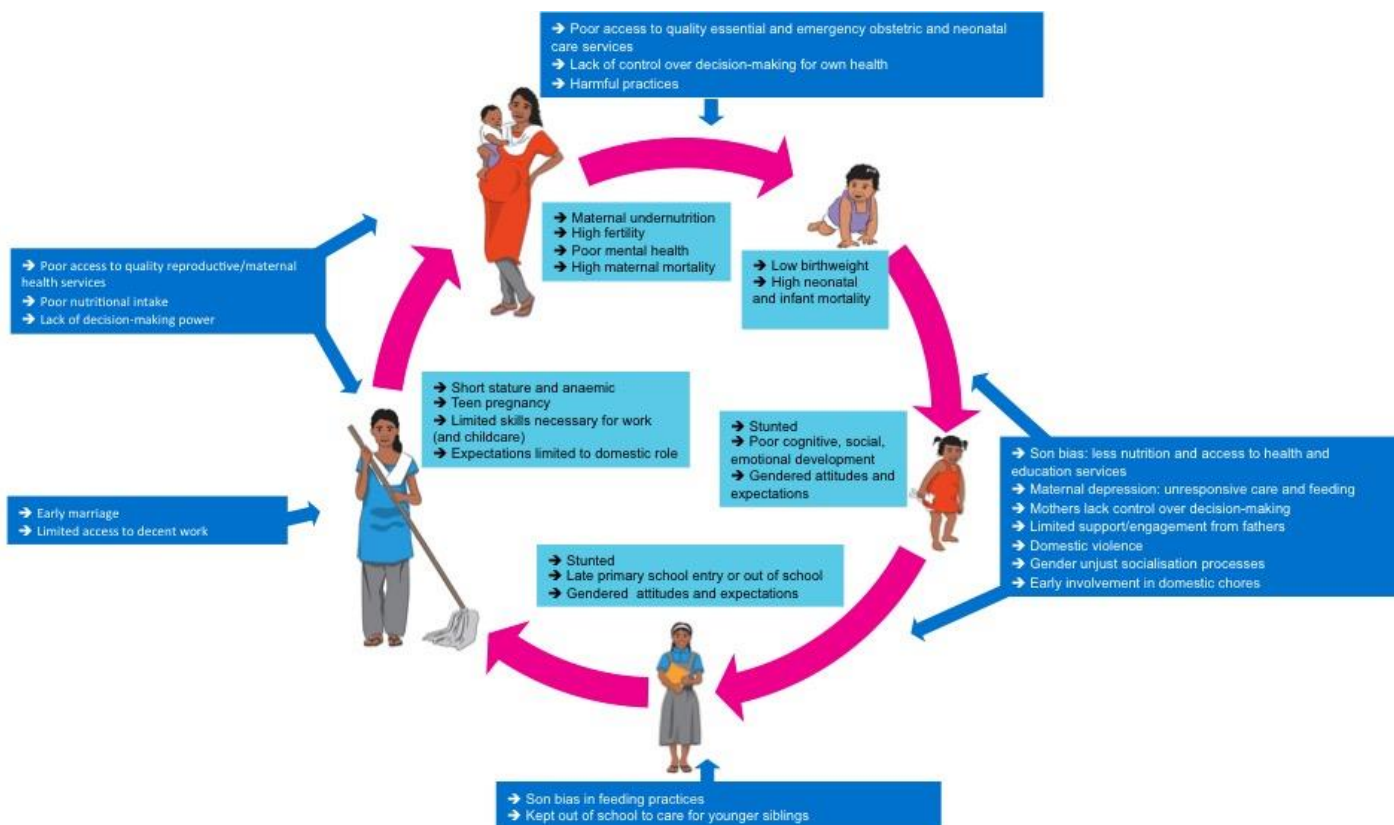 ➔ Poor access to quality essential and emergency obstetric and neonatal
care services
➔ Lack of control over decision-making for own health
➔ Harmful practices
➔ Maternal undernutrition
➔ High fertility
➔ Poor mental health
➔ High maternal mortality
➔ Low birthweight
➔ High neonatal
and infant mortality
➔ Poor access to quality reproductive/maternal
health services
➔ Poor nutritional intake
➔ Lack of decision-making power
➔ Short stature and anaemic
➔ Teen pregnancy
➔ Limited skills necessary for work
(and childcare)
➔ Expectations limited to domestic role
➔ Stunted
➔ Poor cognitive, social,
emotional development
➔ Gendered attitudes and
expectations
➔ Son bias: less nutrition and access to health and
education services
➔ Maternal depression: unresponsive care and feeding
➔ Mothers lack control over decision-making
➔ Limited support/engagement from fathers
➔ Domestic violence
➔ Gender unjust socialisation processes
➔ Early involvement in domestic chores
➔ Early marriage
➔ Limited access to decent work
➔ Stunted
➔ Late primary school entry or out of school
➔ Gendered attitudes and expectations
➔ Son bias in feeding practices
➔ Kept out of school to care for younger siblings